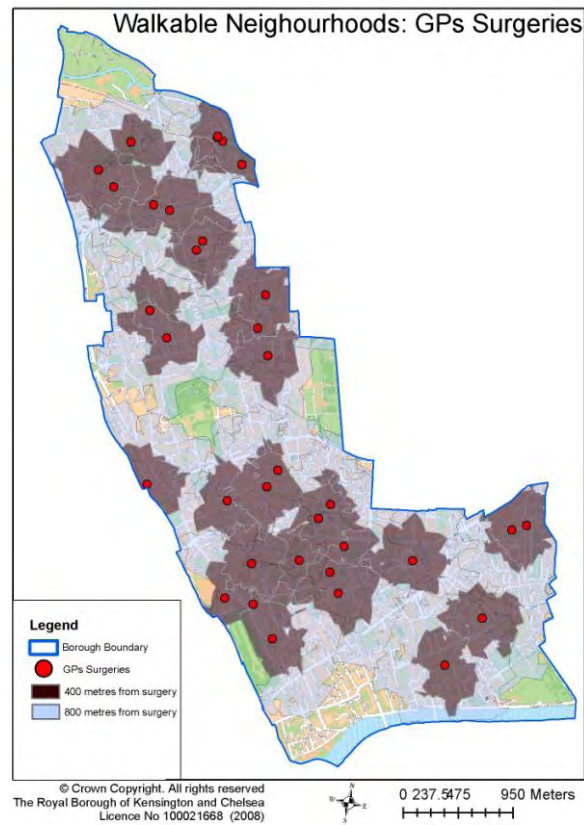 Walkable Neighourhoods: GPs Surgeries
Legend
Borough Boundary
GPs Surgeries
400 metres from surgery
800 metres from surgery
© Crown Copyright. All rights reserved
The Royal Borough of Kensington and Chelsea
Licence No 100021668 (2008)
N
W E
S
0 237.5475 950 Meters